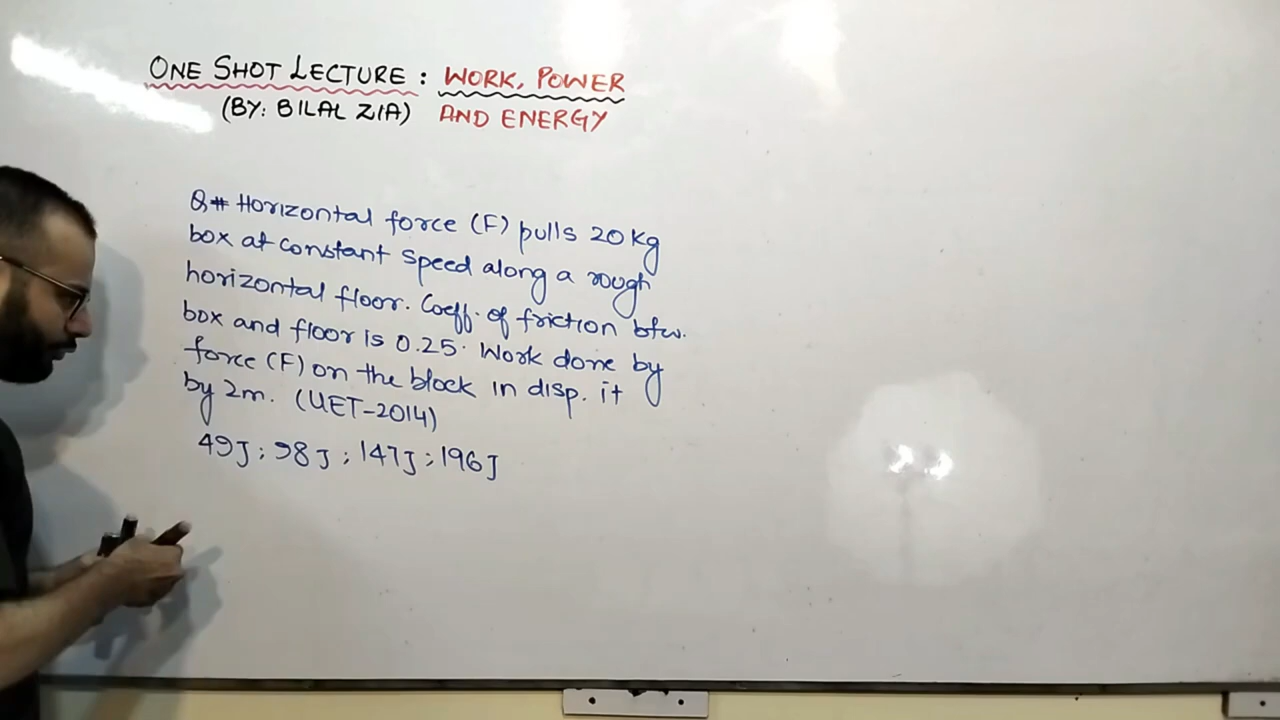 ONE SHOT LECTURE : WORK, POWER
(BY: BILAL ZIA) AND ENERGY
Q# Horizontal force (F) pulls 20 Kg
box at constant speed along a rough
horizontal floor. Coeff. of friction btw.
box and floor is 0.25. Work done by
force (F) on the block in disp. it
by 2m. (UET-2014)
49J ; 98J ; 147J ; 196J